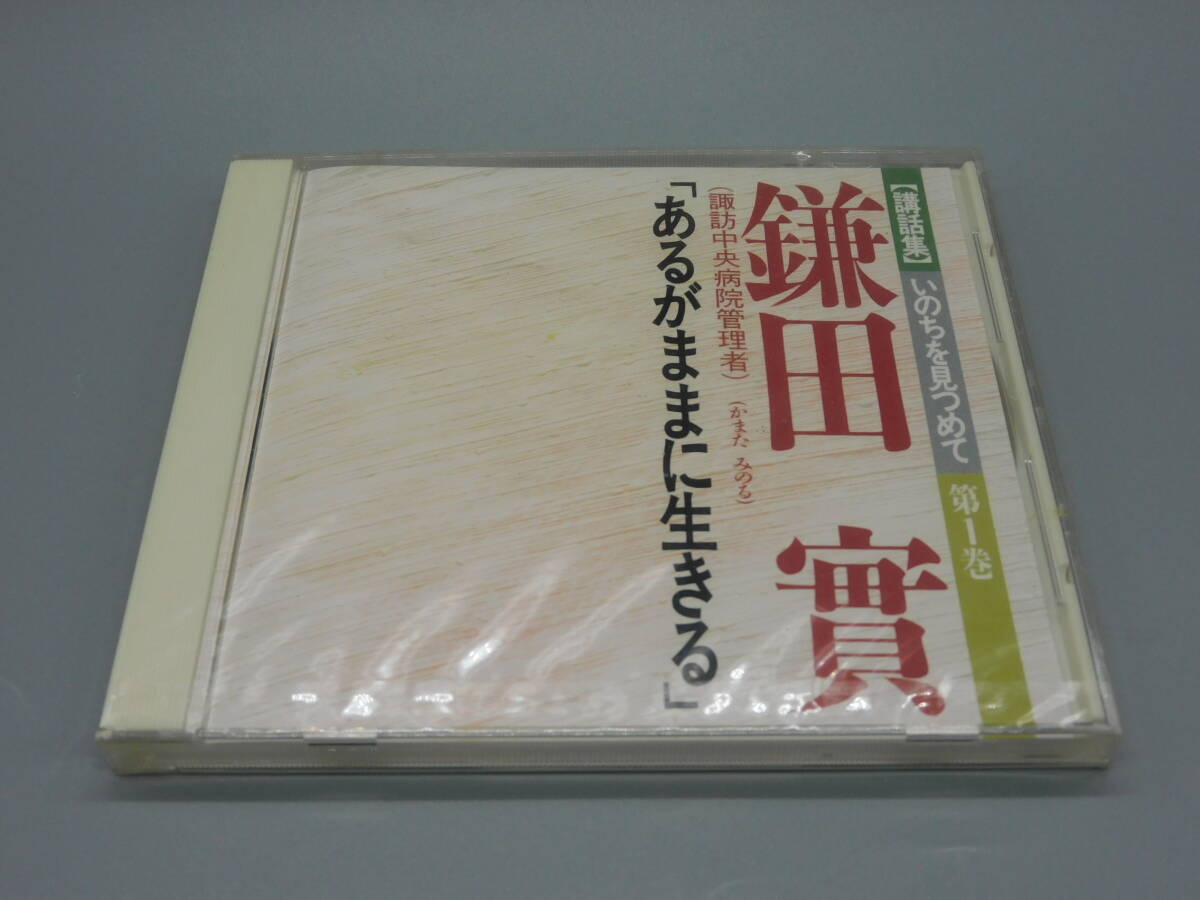 【講話集】いのちを見つめて 第1巻
鎌田 實
(かまた みのる)
(諏訪中央病院管理者)
「あるがままに生きる」